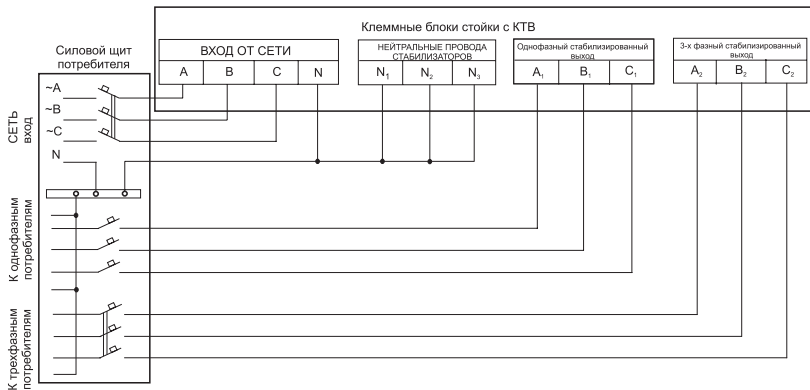 Клеммные блоки стойки с КТВ
Силовой щит
потребителя
ВХОД ОТ СЕТИ
A B C N
НЕЙТРАЛЬНЫЕ ПРОВОДА
СТАБИЛИЗАТОРОВ
N₁ N₂ N₃
Однофазный стабилизированный
выход
A₁ B₁ C₁
3-х фазный стабилизированный
выход
A₂ B₂ C₂
СЕТЬ
вход
~A
~B
~C
N
К однофазным
потребителям
К трехфазным
потребителям